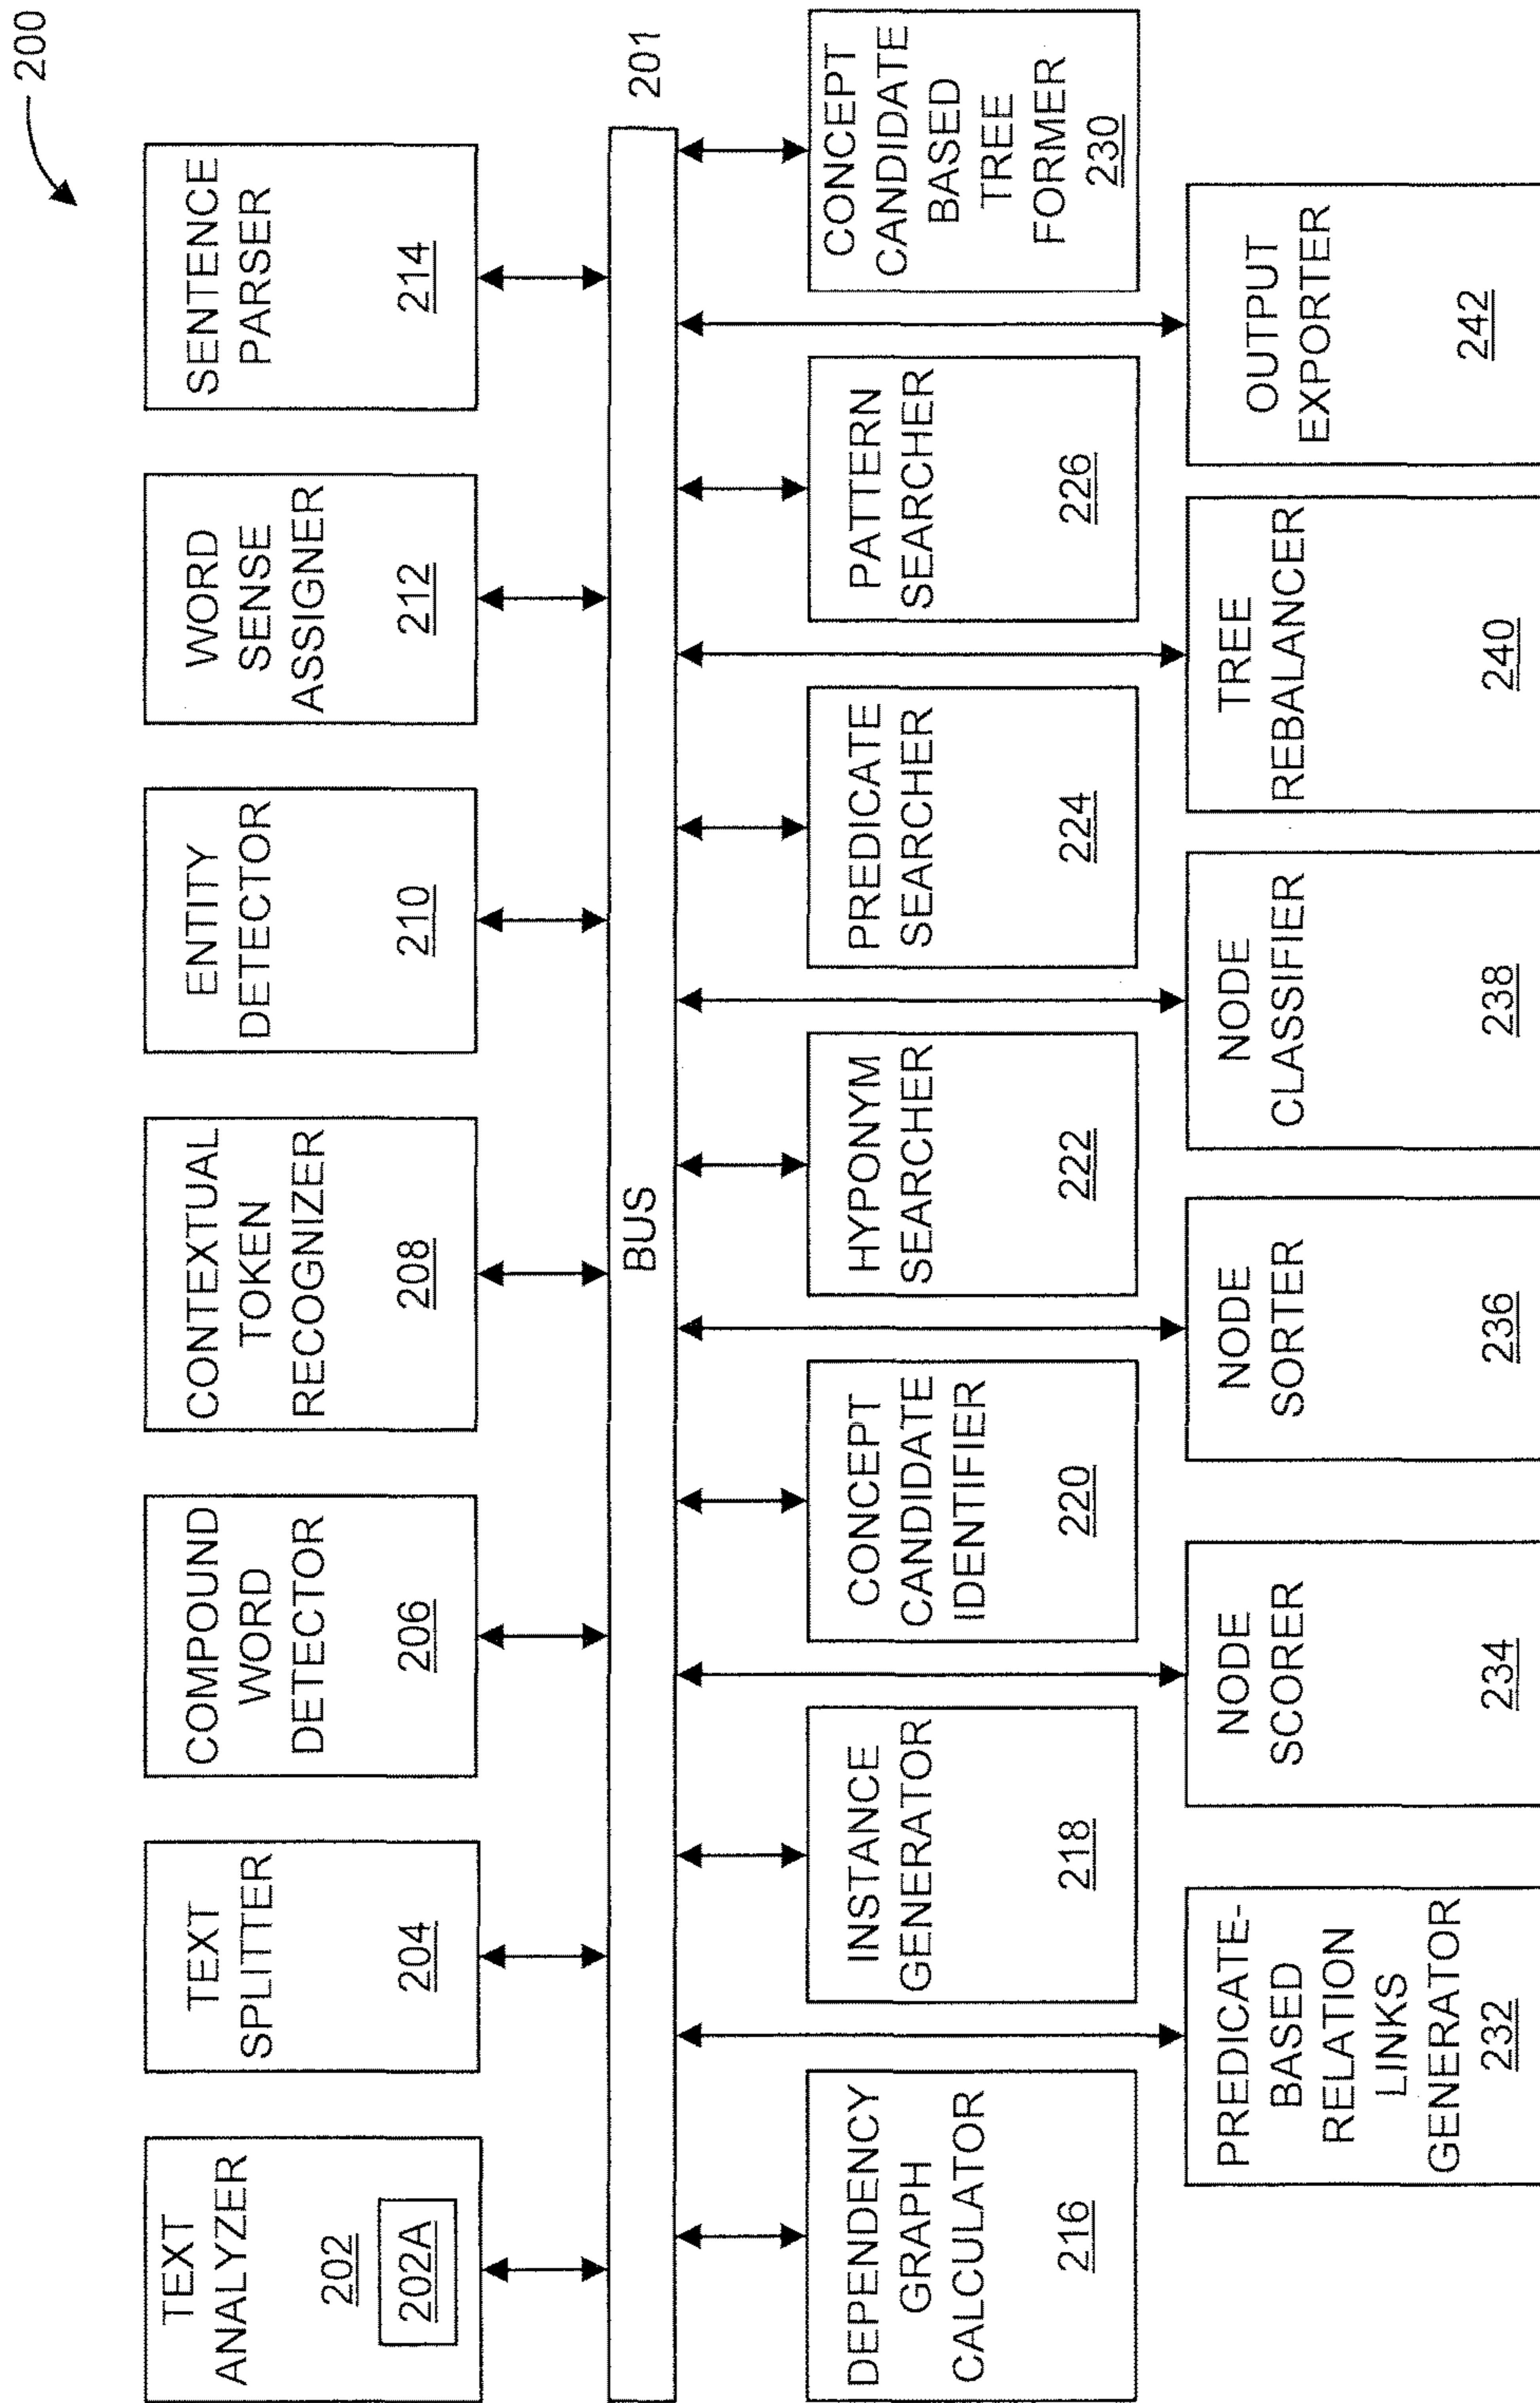 200
TEXT
ANALYZER
202
202A
TEXT
SPLITTER
204
COMPOUND
WORD
DETECTOR
206
CONTEXTUAL
TOKEN
RECOGNIZER
208
ENTITY
DETECTOR
210
WORD
SENSE
ASSIGNER
212
SENTENCE
PARSER
214
BUS
201
DEPENDENCY
GRAPH
CALCULATOR
216
INSTANCE
GENERATOR
218
CONCEPT
CANDIDATE
IDENTIFIER
220
HYPONYM
SEARCHER
222
PREDICATE
SEARCHER
224
PATTERN
SEARCHER
226
CONCEPT
CANDIDATE
BASED
TREE
FORMER
230
PREDICATE-
BASED
RELATION
LINKS
GENERATOR
232
NODE
SCORER
234
NODE
SORTER
236
NODE
CLASSIFIER
238
TREE
REBALANCER
240
OUTPUT
EXPORTER
242